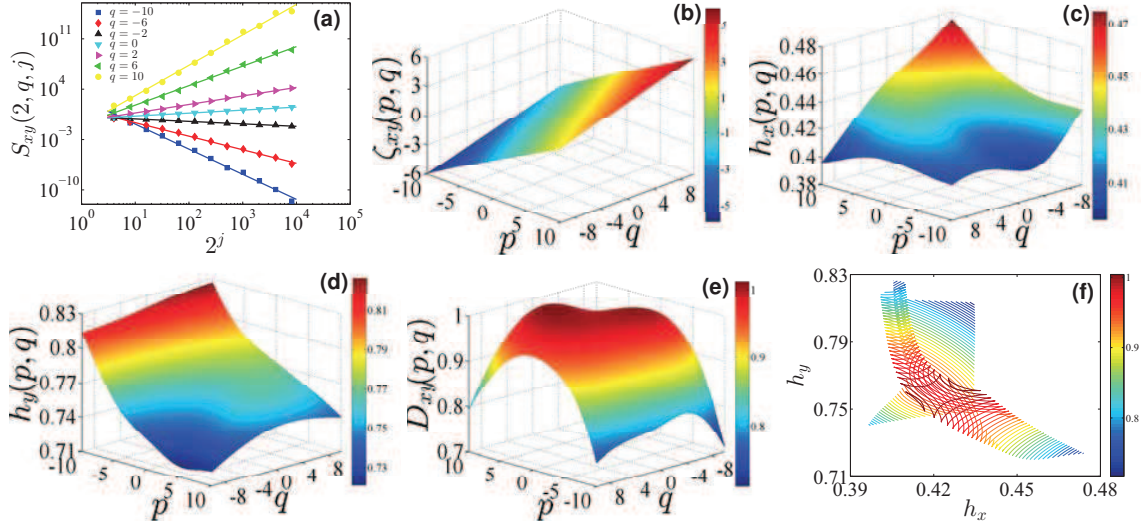 (a)
q = −10
q = −6
q = −2
q = 0
q = 2
q = 6
q = 10
10^11
10^4
10^-3
10^-10
S_xy(2, q, j)
10^0 10^1 10^2 10^3 10^4 10^5
2^j
(b)
6
3
0
-3
-6
ζ_xy(p, q)
-10 -5 0 5 10
p
-8 -4 0 4 8
q
5
3
1
-1
-3
-5
(c)
0.48
0.46
0.44
0.42
0.4
0.38
h_x(p, q)
10 5 0 -5 -10
p
8 4 0 -4 -8
q
0.47
0.45
0.43
0.41
(d)
0.83
0.8
0.77
0.74
0.71
h_y(p, q)
-10 -5 0 5 10
p
-8 -4 0 4 8
q
0.81
0.79
0.77
0.75
0.73
(e)
1
0.9
0.8
0.7
D_xy(p, q)
10 5 0 -5 -10
p
8 4 0 -4 -8
q
1
0.9
0.8
(f)
0.83
0.79
0.75
0.71
h_y
0.39 0.42 0.45 0.48
h_x
1
0.9
0.8